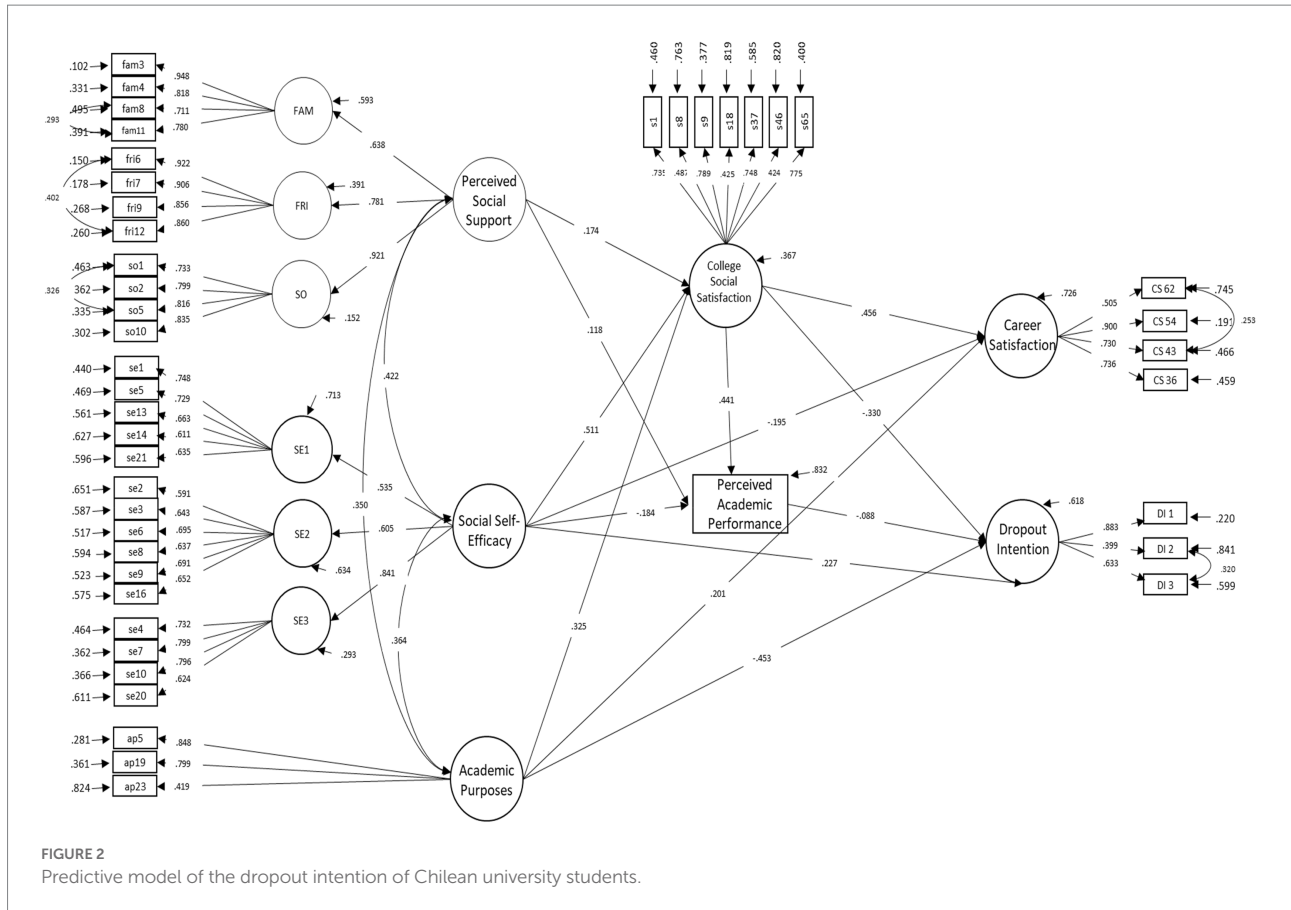 .102 fam3 .948
.331 fam4 .818
.495 fam8 .711
.293
.391 fam11 .780
FAM .593
.638
.150 fri6 .922
.178 fri7 .906
.402
.268 fri9 .856
.260 fri12 .860
FRI .391
.781
.463 so1 .733
.362 so2 .799
.326
.335 so5 .816
.302 so10 .835
SO .152
.921
.440 se1 .748
.469 se5 .729
.561 se13 .663
.627 se14 .611
.596 se21 .635
SE1 .713
.535
.651 se2 .591
.587 se3 .643
.517 se6 .695
.594 se8 .637
.523 se9 .691
.575 se16 .652
SE2 .634
.605
.464 se4 .732
.362 se7 .799
.366 se10 .796
.611 se20 .624
SE3 .293
.841
.281 ap5 .848
.361 ap19 .799
.824 ap23 .419
Perceived
Social
Support
.422
.350
Social Self-
Efficacy
.364
Academic
Purposes
.460 .763 .377 .819 .585 .820 .400
s1 s8 s9 s18 s37 s46 s65
.735 .487 .789 .425 .748 .424 .775
College
Social
Satisfaction
.367
.174
.118
.511
.325
.441
-.184
Perceived
Academic
Performance
.832
.456
-.195
.201
-.330
-.088
.227
-.453
Career
Satisfaction
.726
.505 CS 62 .745
.900 CS 54 .191
.253
.730 CS 43 .466
.736 CS 36 .459
Dropout
Intention
.618
.883 DI 1 .220
.399 DI 2 .841
.320
.633 DI 3 .599
FIGURE 2
Predictive model of the dropout intention of Chilean university students.